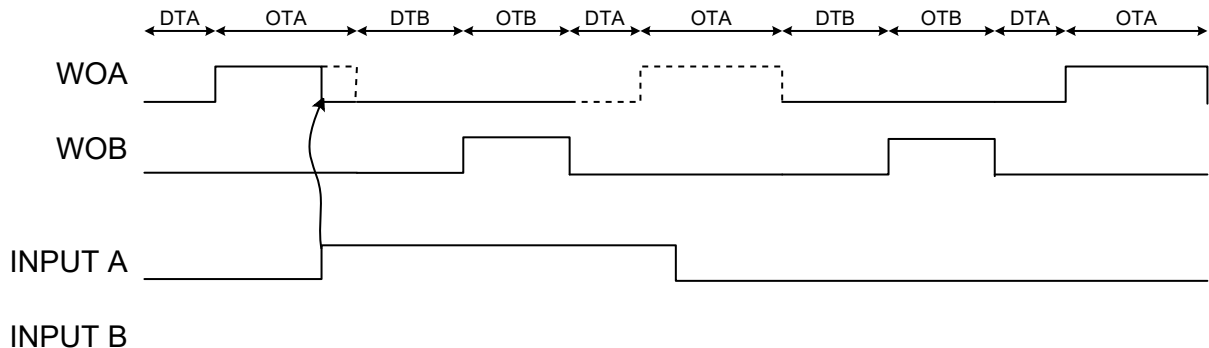 DTA OTA DTB OTB DTA OTA DTB OTB DTA OTA
WOA
WOB
INPUT A
INPUT B